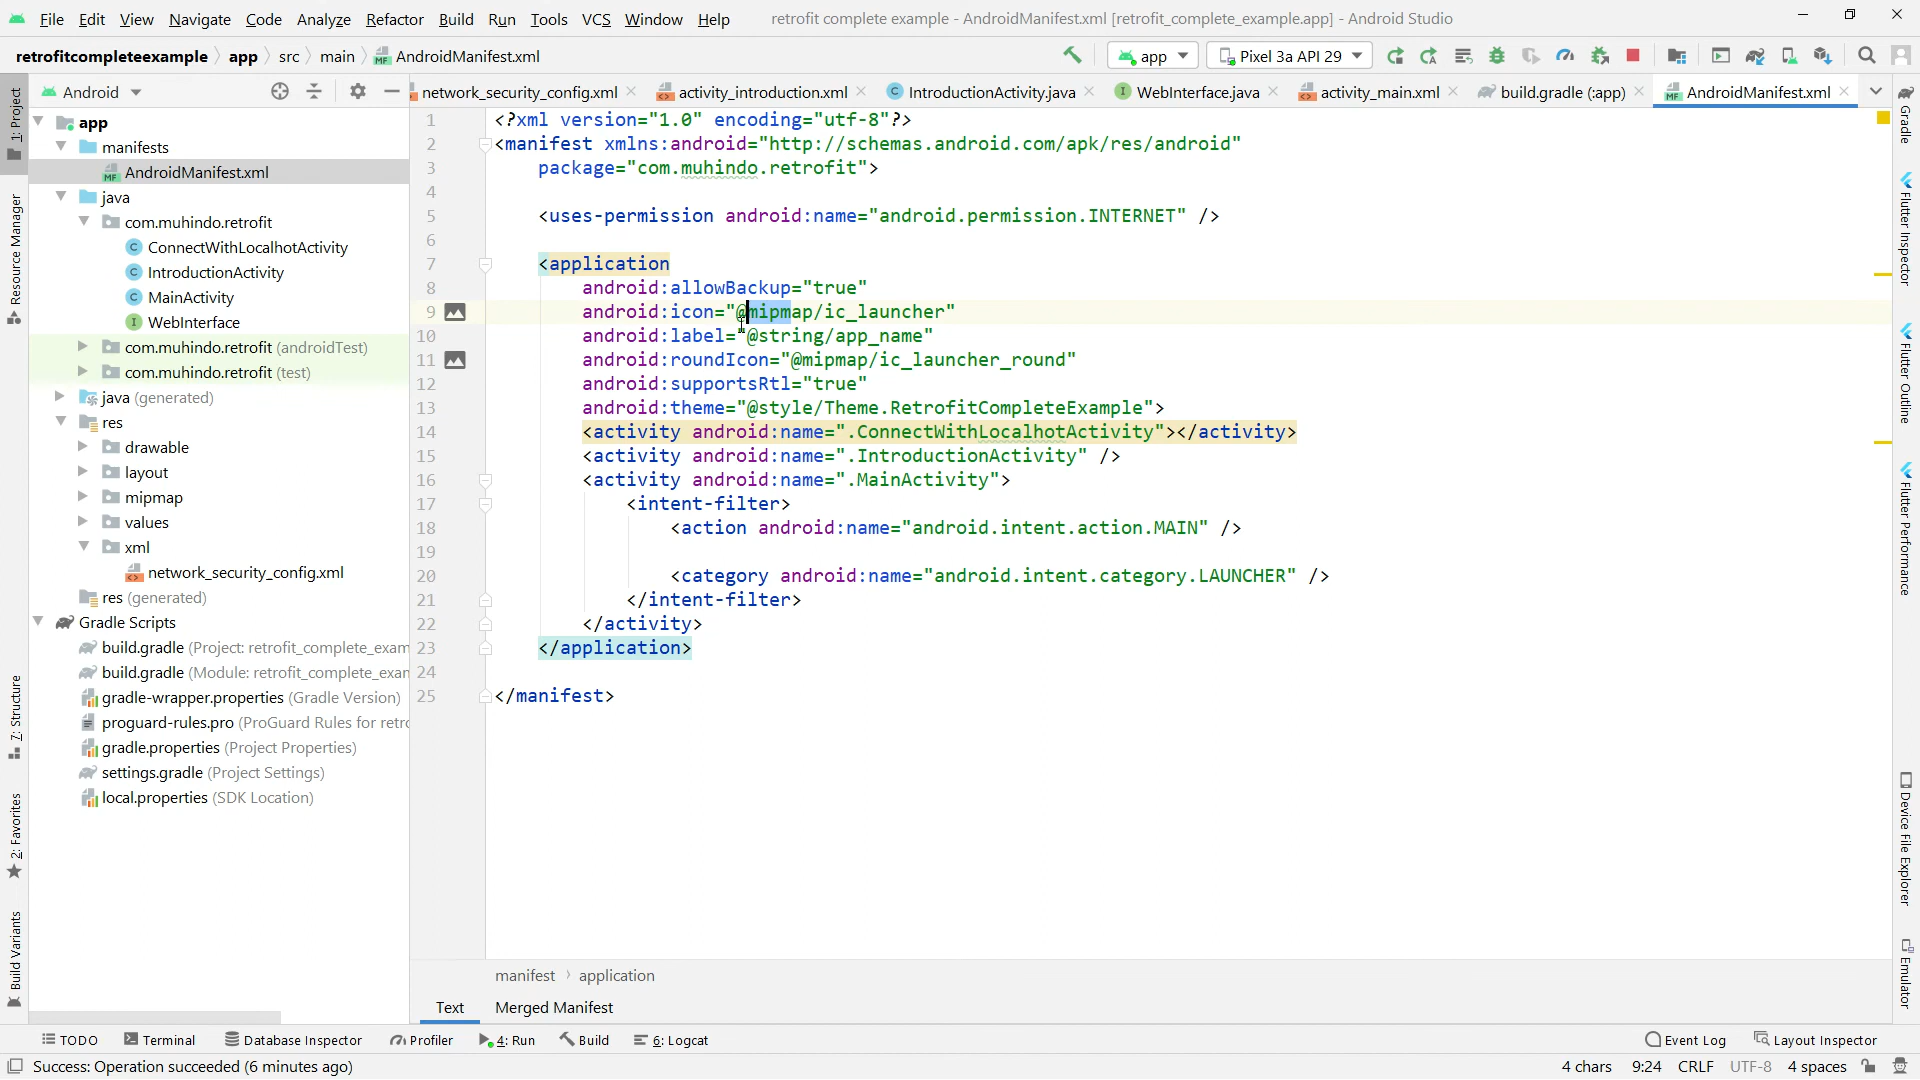 File Edit View Navigate Code Analyze Refactor Build Run Tools VCS Window Help retrofit complete example - AndroidManifest.xml [retrofit_complete_example.app] - Android Studio
retrofitcompleteexample app src main AndroidManifest.xml app Pixel 3a API 29
Android network_security_config.xml activity_introduction.xml IntroductionActivity.java WebInterface.java activity_main.xml build.gradle (:app) AndroidManifest.xml
1: Project
Resource Manager
7: Structure
2: Favorites
Build Variants
app
manifests
AndroidManifest.xml
java
com.muhindo.retrofit
ConnectWithLocalhotActivity
IntroductionActivity
MainActivity
WebInterface
com.muhindo.retrofit (androidTest)
com.muhindo.retrofit (test)
java (generated)
res
drawable
layout
mipmap
values
xml
network_security_config.xml
res (generated)
Gradle Scripts
build.gradle (Project: retrofit_complete_exam
build.gradle (Module: retrofit_complete_exan
gradle-wrapper.properties (Gradle Version)
proguard-rules.pro (ProGuard Rules for retro
gradle.properties (Project Properties)
settings.gradle (Project Settings)
local.properties (SDK Location)
1 <?xml version="1.0" encoding="utf-8"?>
2 <manifest xmlns:android="http://schemas.android.com/apk/res/android"
3 package="com.muhindo.retrofit">
4
5 <uses-permission android:name="android.permission.INTERNET" />
6
7 <application
8 android:allowBackup="true"
9 android:icon="@mipmap/ic_launcher"
10 android:label="@string/app_name"
11 android:roundIcon="@mipmap/ic_launcher_round"
12 android:supportsRtl="true"
13 android:theme="@style/Theme.RetrofitCompleteExample">
14 <activity android:name=".ConnectWithLocalhotActivity"></activity>
15 <activity android:name=".IntroductionActivity" />
16 <activity android:name=".MainActivity">
17 <intent-filter>
18 <action android:name="android.intent.action.MAIN" />
19
20 <category android:name="android.intent.category.LAUNCHER" />
21 </intent-filter>
22 </activity>
23 </application>
24
25 </manifest>
Gradle
Flutter Inspector
Flutter Outline
Flutter Performance
Device File Explorer
Emulator
manifest application
Text Merged Manifest
TODO Terminal Database Inspector Profiler 4: Run Build 6: Logcat Event Log Layout Inspector
Success: Operation succeeded (6 minutes ago) 4 chars 9:24 CRLF UTF-8 4 spaces